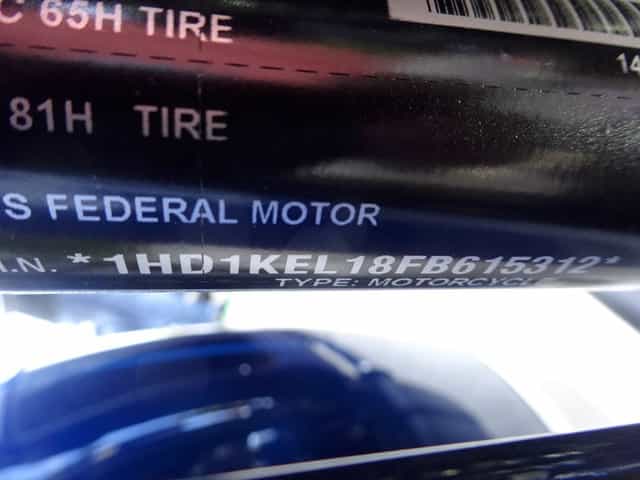 C 65H TIRE
14
81H TIRE
S FEDERAL MOTOR
I.N. *1HD1KEL18FB615312*
TYPE: MOTORCYCL